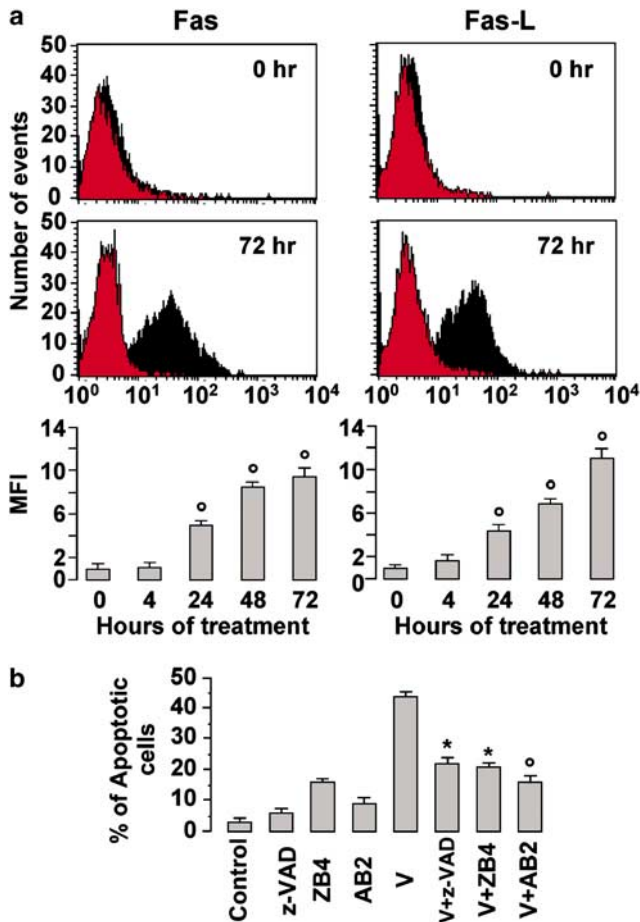 a
Fas Fas-L
Number of events
50
40
30
20
10
0
0 hr
0 hr
50
40
30
20
10
0
72 hr
72 hr
10⁰ 10¹ 10² 10³ 10⁴ 10⁰ 10¹ 10² 10³ 10⁴
MFI
14
10
6
2
0
14
10
6
2
0
0 4 24 48 72 0 4 24 48 72
Hours of treatment Hours of treatment
b
% of Apoptotic
cells
50
40
30
20
10
0
* * °
Control z-VAD ZB4 AB2 V V+z-VAD V+ZB4 V+AB2